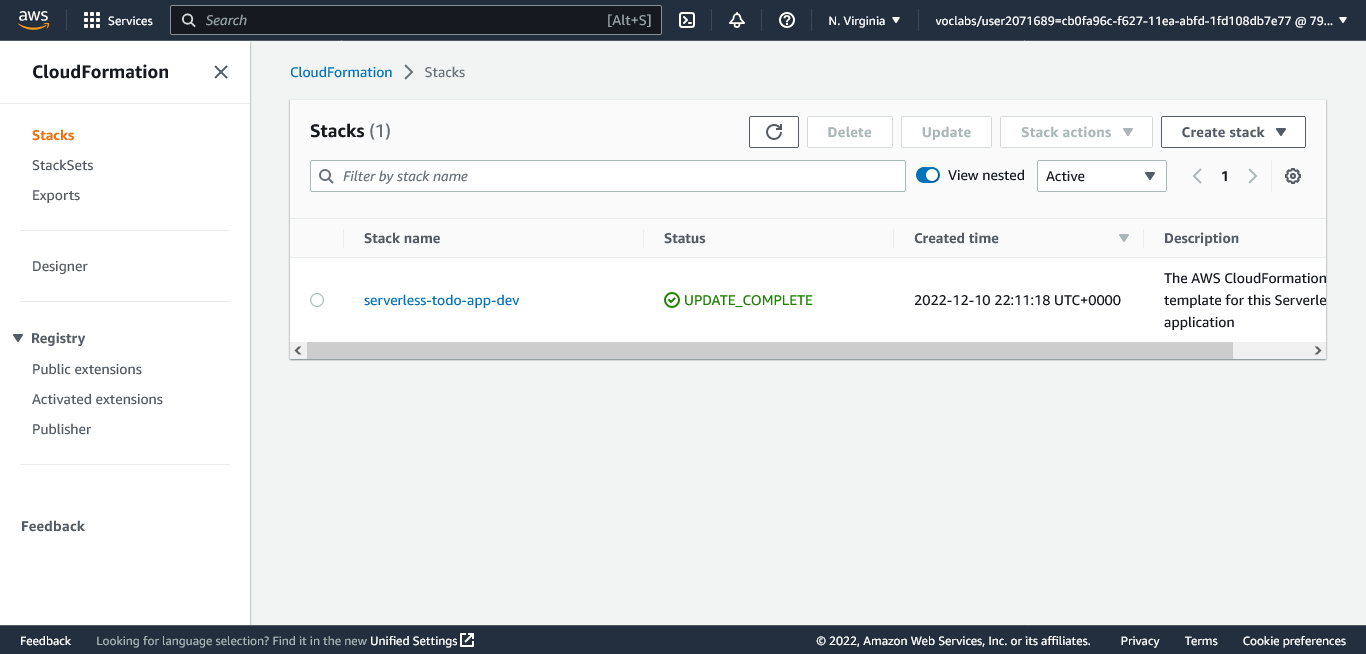 aws
Services
Search
[Alt+S]
N. Virginia
voclabs/user2071689=cb0fa96c-f627-11ea-abfd-1fd108db7e77 @ 79...
CloudFormation
Stacks
StackSets
Exports
Designer
Registry
Public extensions
Activated extensions
Publisher
Feedback
CloudFormation
Stacks
Stacks (1)
Delete
Update
Stack actions
Create stack
Filter by stack name
View nested
Active
1
Stack name
Status
Created time
Description
serverless-todo-app-dev
UPDATE_COMPLETE
2022-12-10 22:11:18 UTC+0000
The AWS CloudFormation
template for this Serverle
application
Feedback
Looking for language selection? Find it in the new Unified Settings
© 2022, Amazon Web Services, Inc. or its affiliates.
Privacy
Terms
Cookie preferences